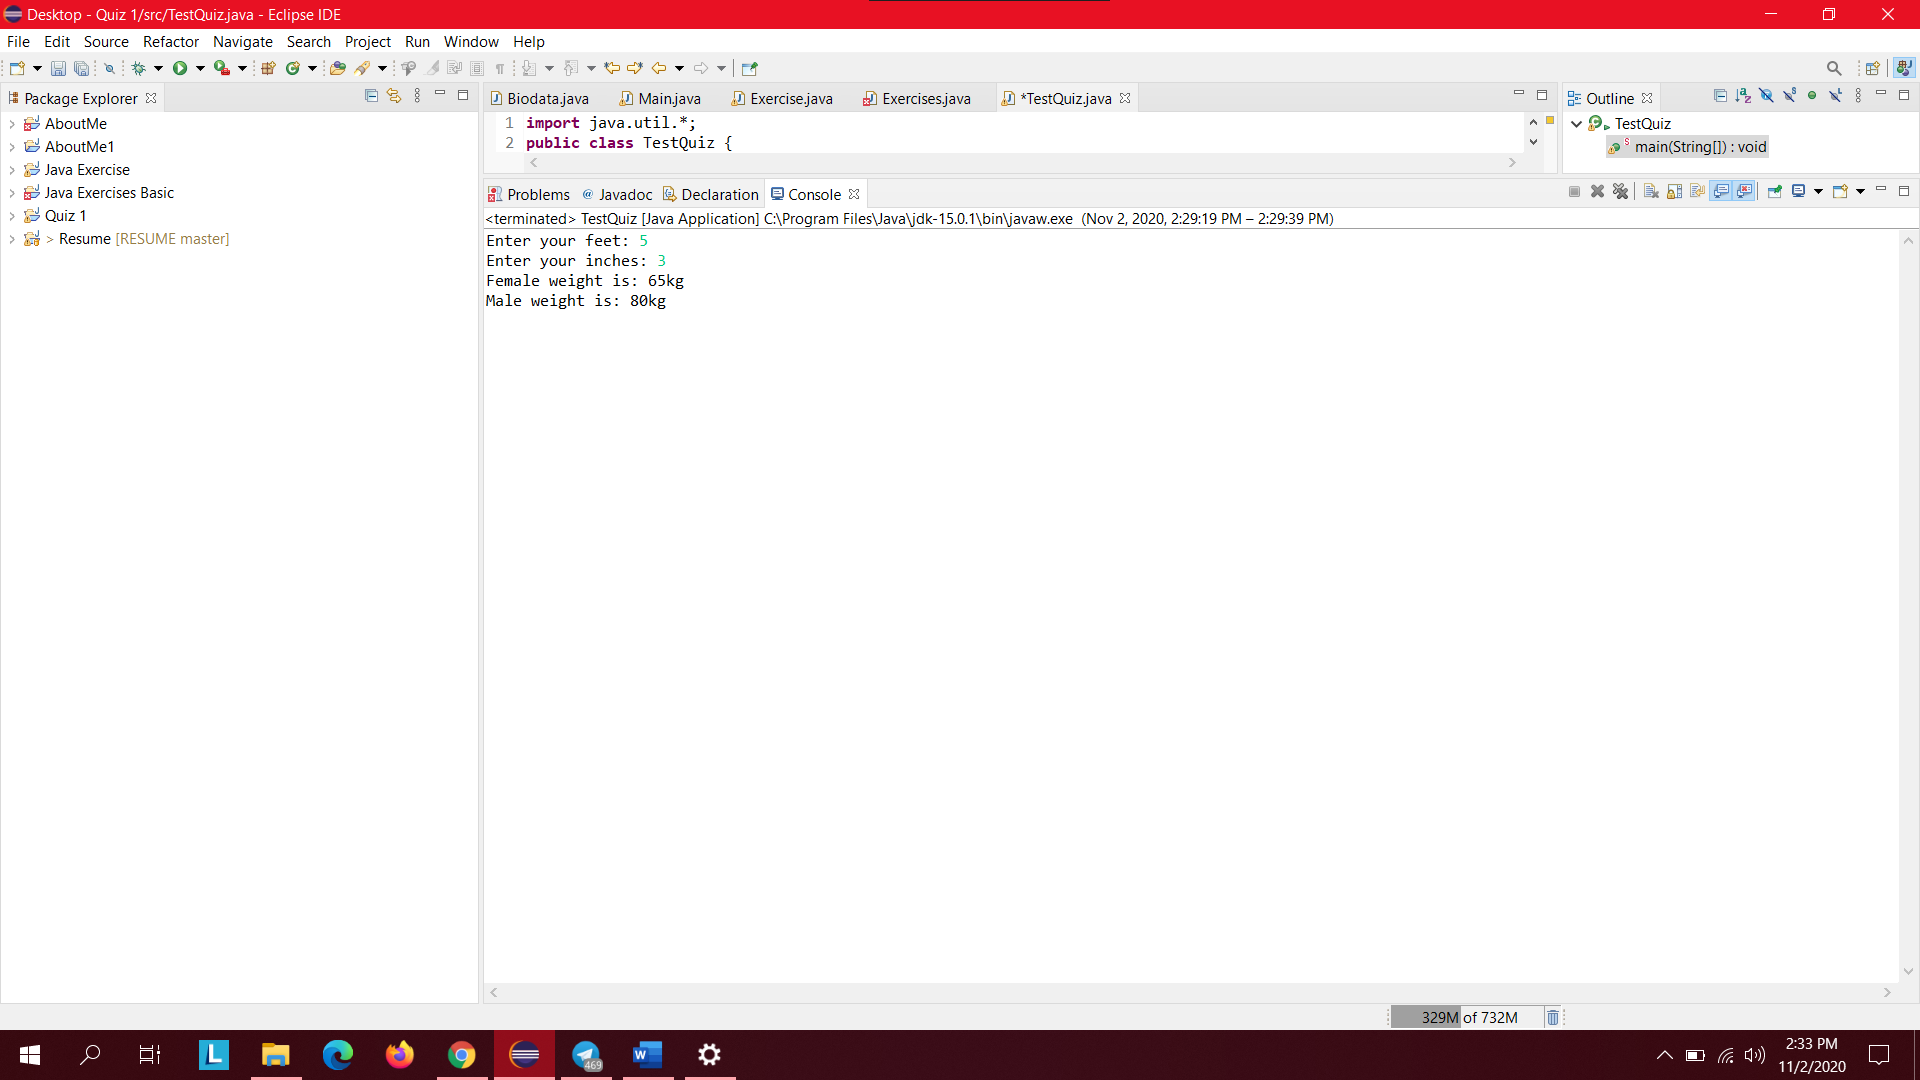 Desktop - Quiz 1/src/TestQuiz.java - Eclipse IDE
File Edit Source Refactor Navigate Search Project Run Window Help
Package Explorer
AboutMe
AboutMe1
Java Exercise
Java Exercises Basic
Quiz 1
> Resume [RESUME master]
Biodata.java Main.java Exercise.java Exercises.java *TestQuiz.java
1 import java.util.*;
2 public class TestQuiz {
Outline
TestQuiz
main(String[]) : void
Problems @ Javadoc Declaration Console
<terminated> TestQuiz [Java Application] C:\Program Files\Java\jdk-15.0.1\bin\javaw.exe (Nov 2, 2020, 2:29:19 PM – 2:29:39 PM)
Enter your feet: 5
Enter your inches: 3
Female weight is: 65kg
Male weight is: 80kg
329M of 732M
469
2:33 PM
11/2/2020